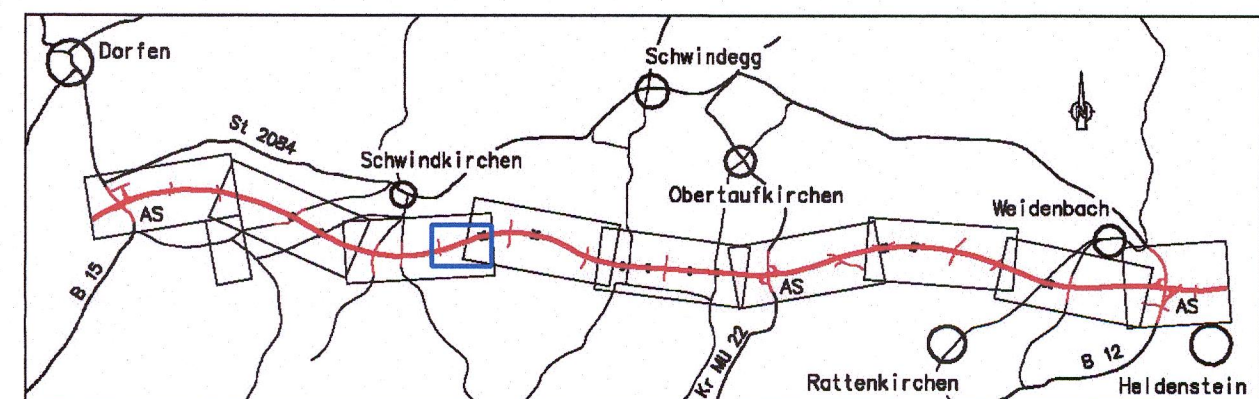 Dorfen
Schwindegg
St 2084
Schwindkirchen
Obertaufkirchen
Weidenbach
AS
AS
AS
B 15
Kr MÜ 22
B 12
Rattenkirchen
Heldenstein
N